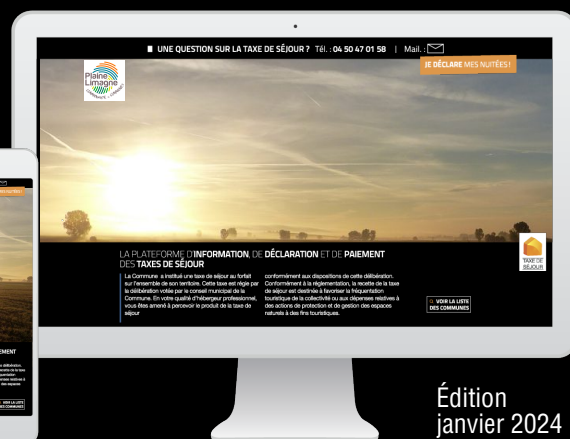 UNE QUESTION SUR LA TAXE DE SÉJOUR ? Tél. : 04 50 47 01 58 | Mail. :
JE DÉCLARE MES NUITÉES !
Plaine
Limagne
LA PLATEFORME D'INFORMATION, DE DÉCLARATION ET DE PAIEMENT
DES TAXES DE SÉJOUR
La Commune a institué une taxe de séjour au forfait
sur l'ensemble de son territoire. Cette taxe est régie par
la délibération votée par le conseil municipal de la
Commune. En votre qualité d'hébergeur professionnel,
vous êtes amené à percevoir le produit de la taxe de
séjour
conformément aux dispositions de cette délibération.
Conformément à la réglementation, la recette de la taxe
de séjour est destinée à favoriser la fréquentation
touristique de la collectivité ou aux dépenses relatives à
des actions de protection et de gestion des espaces
naturels à des fins touristiques.
TAXE DE
SÉJOUR
VOIR LA LISTE
DES COMMUNES
EMENT
VOIR LA LISTE
DES COMMUNES
Édition
janvier 2024